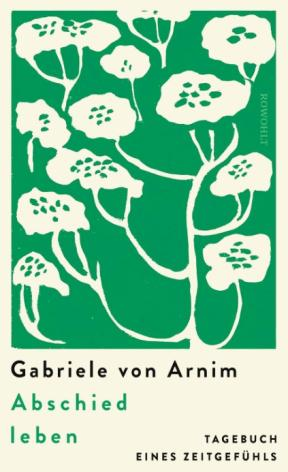 ROWOHLT
Gabriele von Arnim
Abschied
leben
TAGEBUCH
EINES ZEITGEFÜHLS